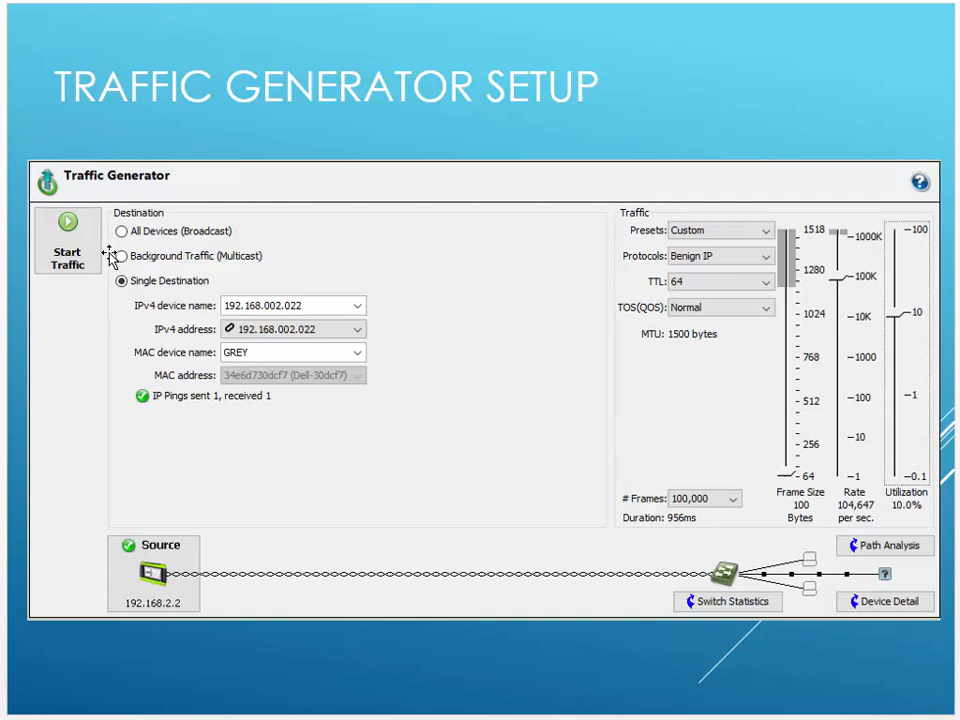 TRAFFIC GENERATOR SETUP
Traffic Generator
Start
Traffic
Destination
All Devices (Broadcast)
Background Traffic (Multicast)
Single Destination
IPv4 device name: 192.168.002.022
IPv4 address: 192.168.002.022
MAC device name: GREY
MAC address: 34e6d730dcf7 (Dell-30dcf7)
IP Pings sent 1, received 1
Traffic
Presets: Custom
Protocols: Benign IP
TTL: 64
TOS(QOS): Normal
MTU: 1500 bytes
# Frames: 100,000
Duration: 956ms
1518
1280
1024
768
512
256
64
Frame Size
100
Bytes
1000K
100K
10K
1000
100
10
1
Rate
104,647
per sec.
100
10
1
0.1
Utilization
10.0%
Source
192.168.2.2
Path Analysis
Switch Statistics
Device Detail